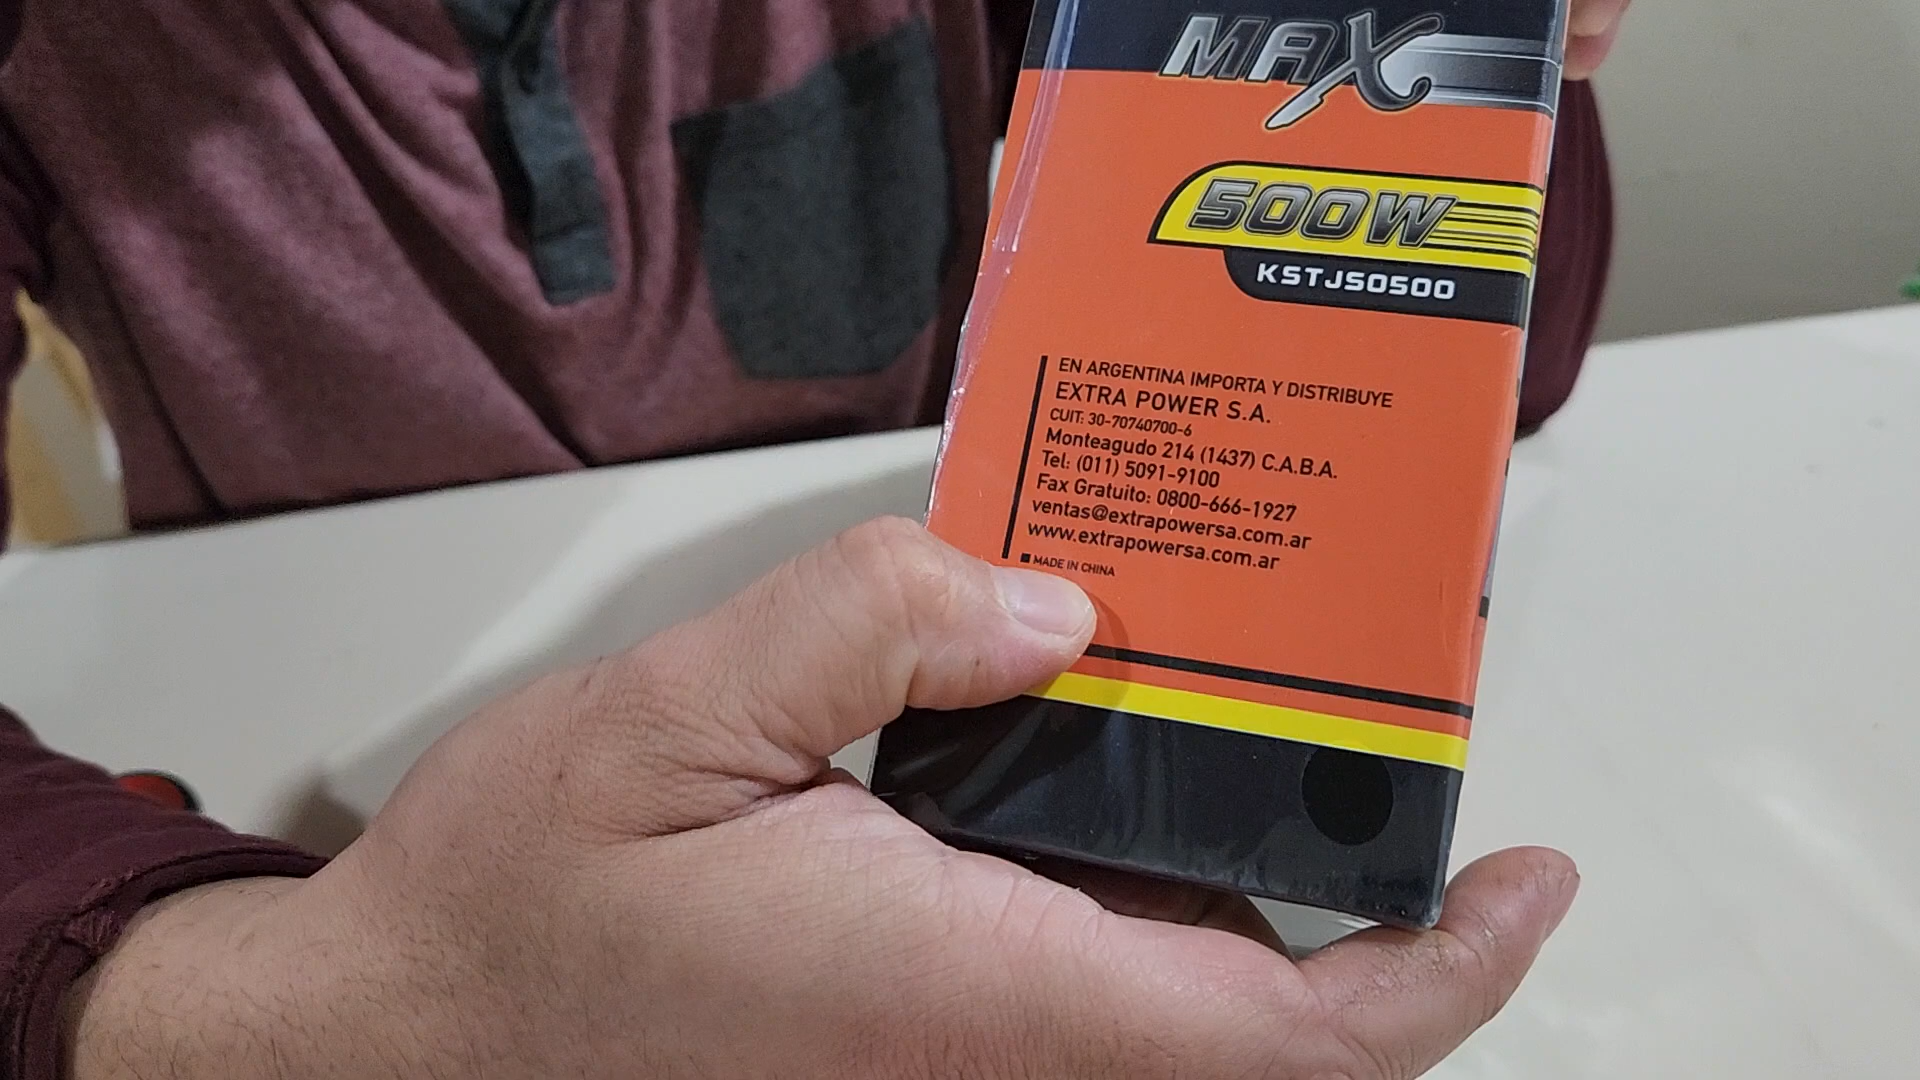 MAX
500W
KSTJS0500
EN ARGENTINA IMPORTA Y DISTRIBUYE
EXTRA POWER S.A.
CUIT: 30-70740700-6
Monteagudo 214 (1437) C.A.B.A.
Tel: (011) 5091-9100
Fax Gratuito: 0800-666-1927
ventas@extrapowersa.com.ar
www.extrapowersa.com.ar
MADE IN CHINA